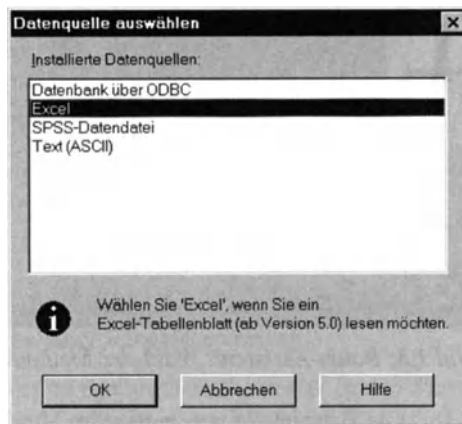 Datenquelle auswählen
Installierte Datenquellen:
Datenbank über ODBC
Excel
SPSS-Datendatei
Text (ASCII)
Wählen Sie 'Excel', wenn Sie ein
Excel-Tabellenblatt (ab Version 5.0) lesen möchten.
OK
Abbrechen
Hilfe